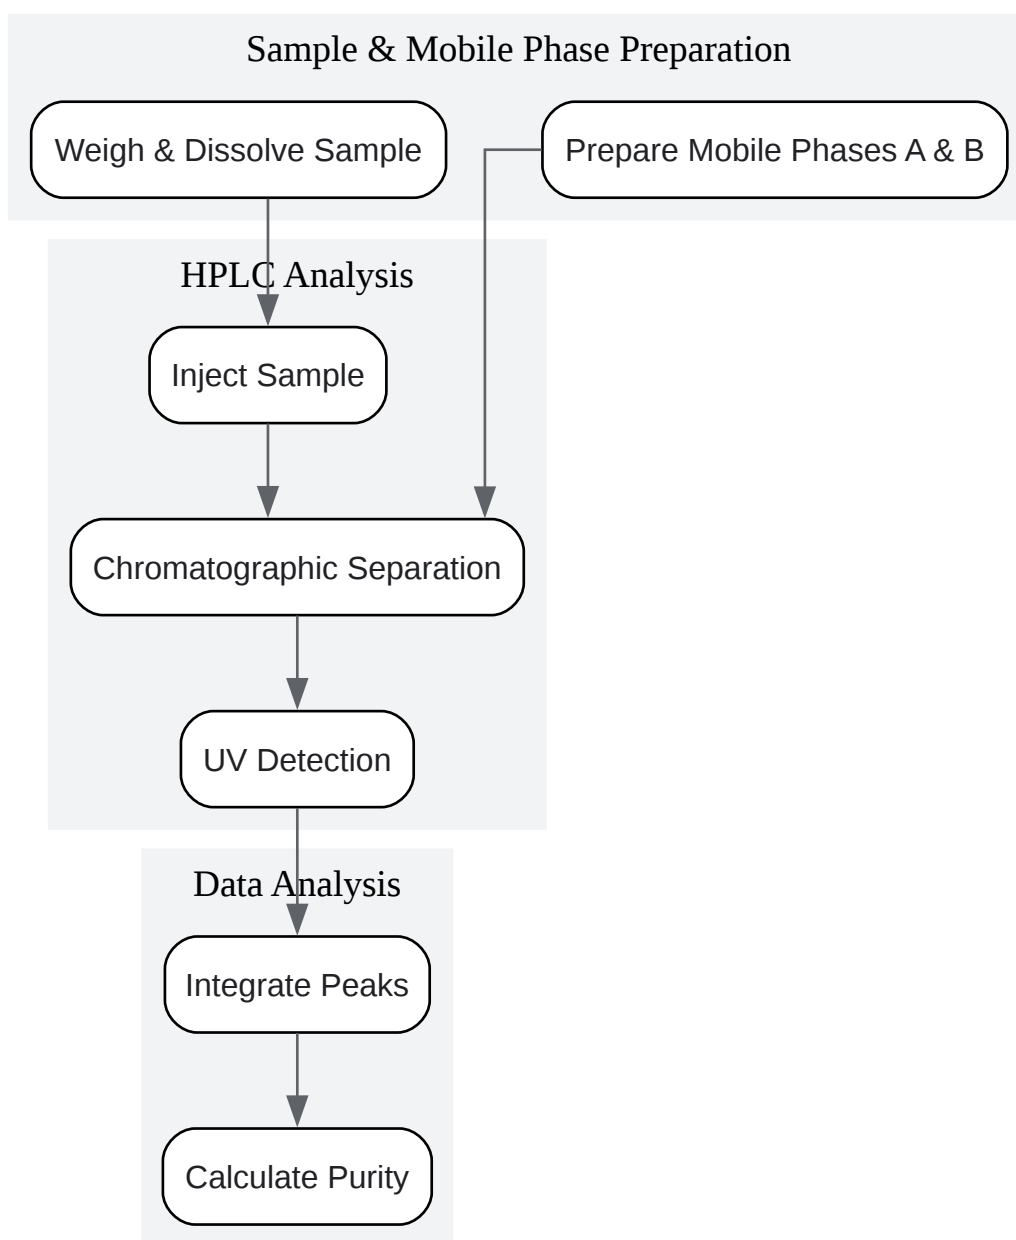 Sample & Mobile Phase Preparation
Weigh & Dissolve Sample
Prepare Mobile Phases A & B
HPLC Analysis
Inject Sample
Chromatographic Separation
UV Detection
Data Analysis
Integrate Peaks
Calculate Purity